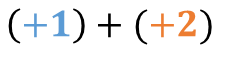 (+1) + (+2)